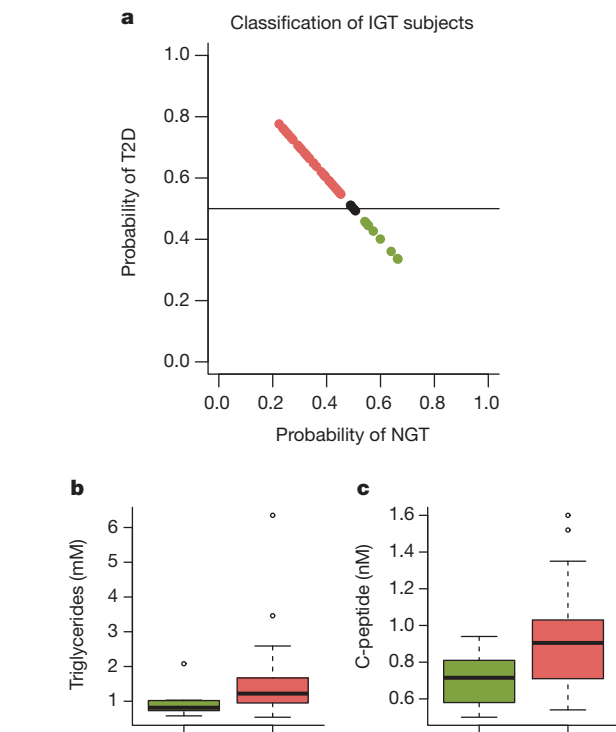 a
Classification of IGT subjects
Probability of T2D
1.0
0.8
0.6
0.4
0.2
0.0
0.0 0.2 0.4 0.6 0.8 1.0
Probability of NGT
b
Triglycerides (mM)
6
5
4
3
2
1
c
C-peptide (nM)
1.6
1.4
1.2
1.0
0.8
0.6